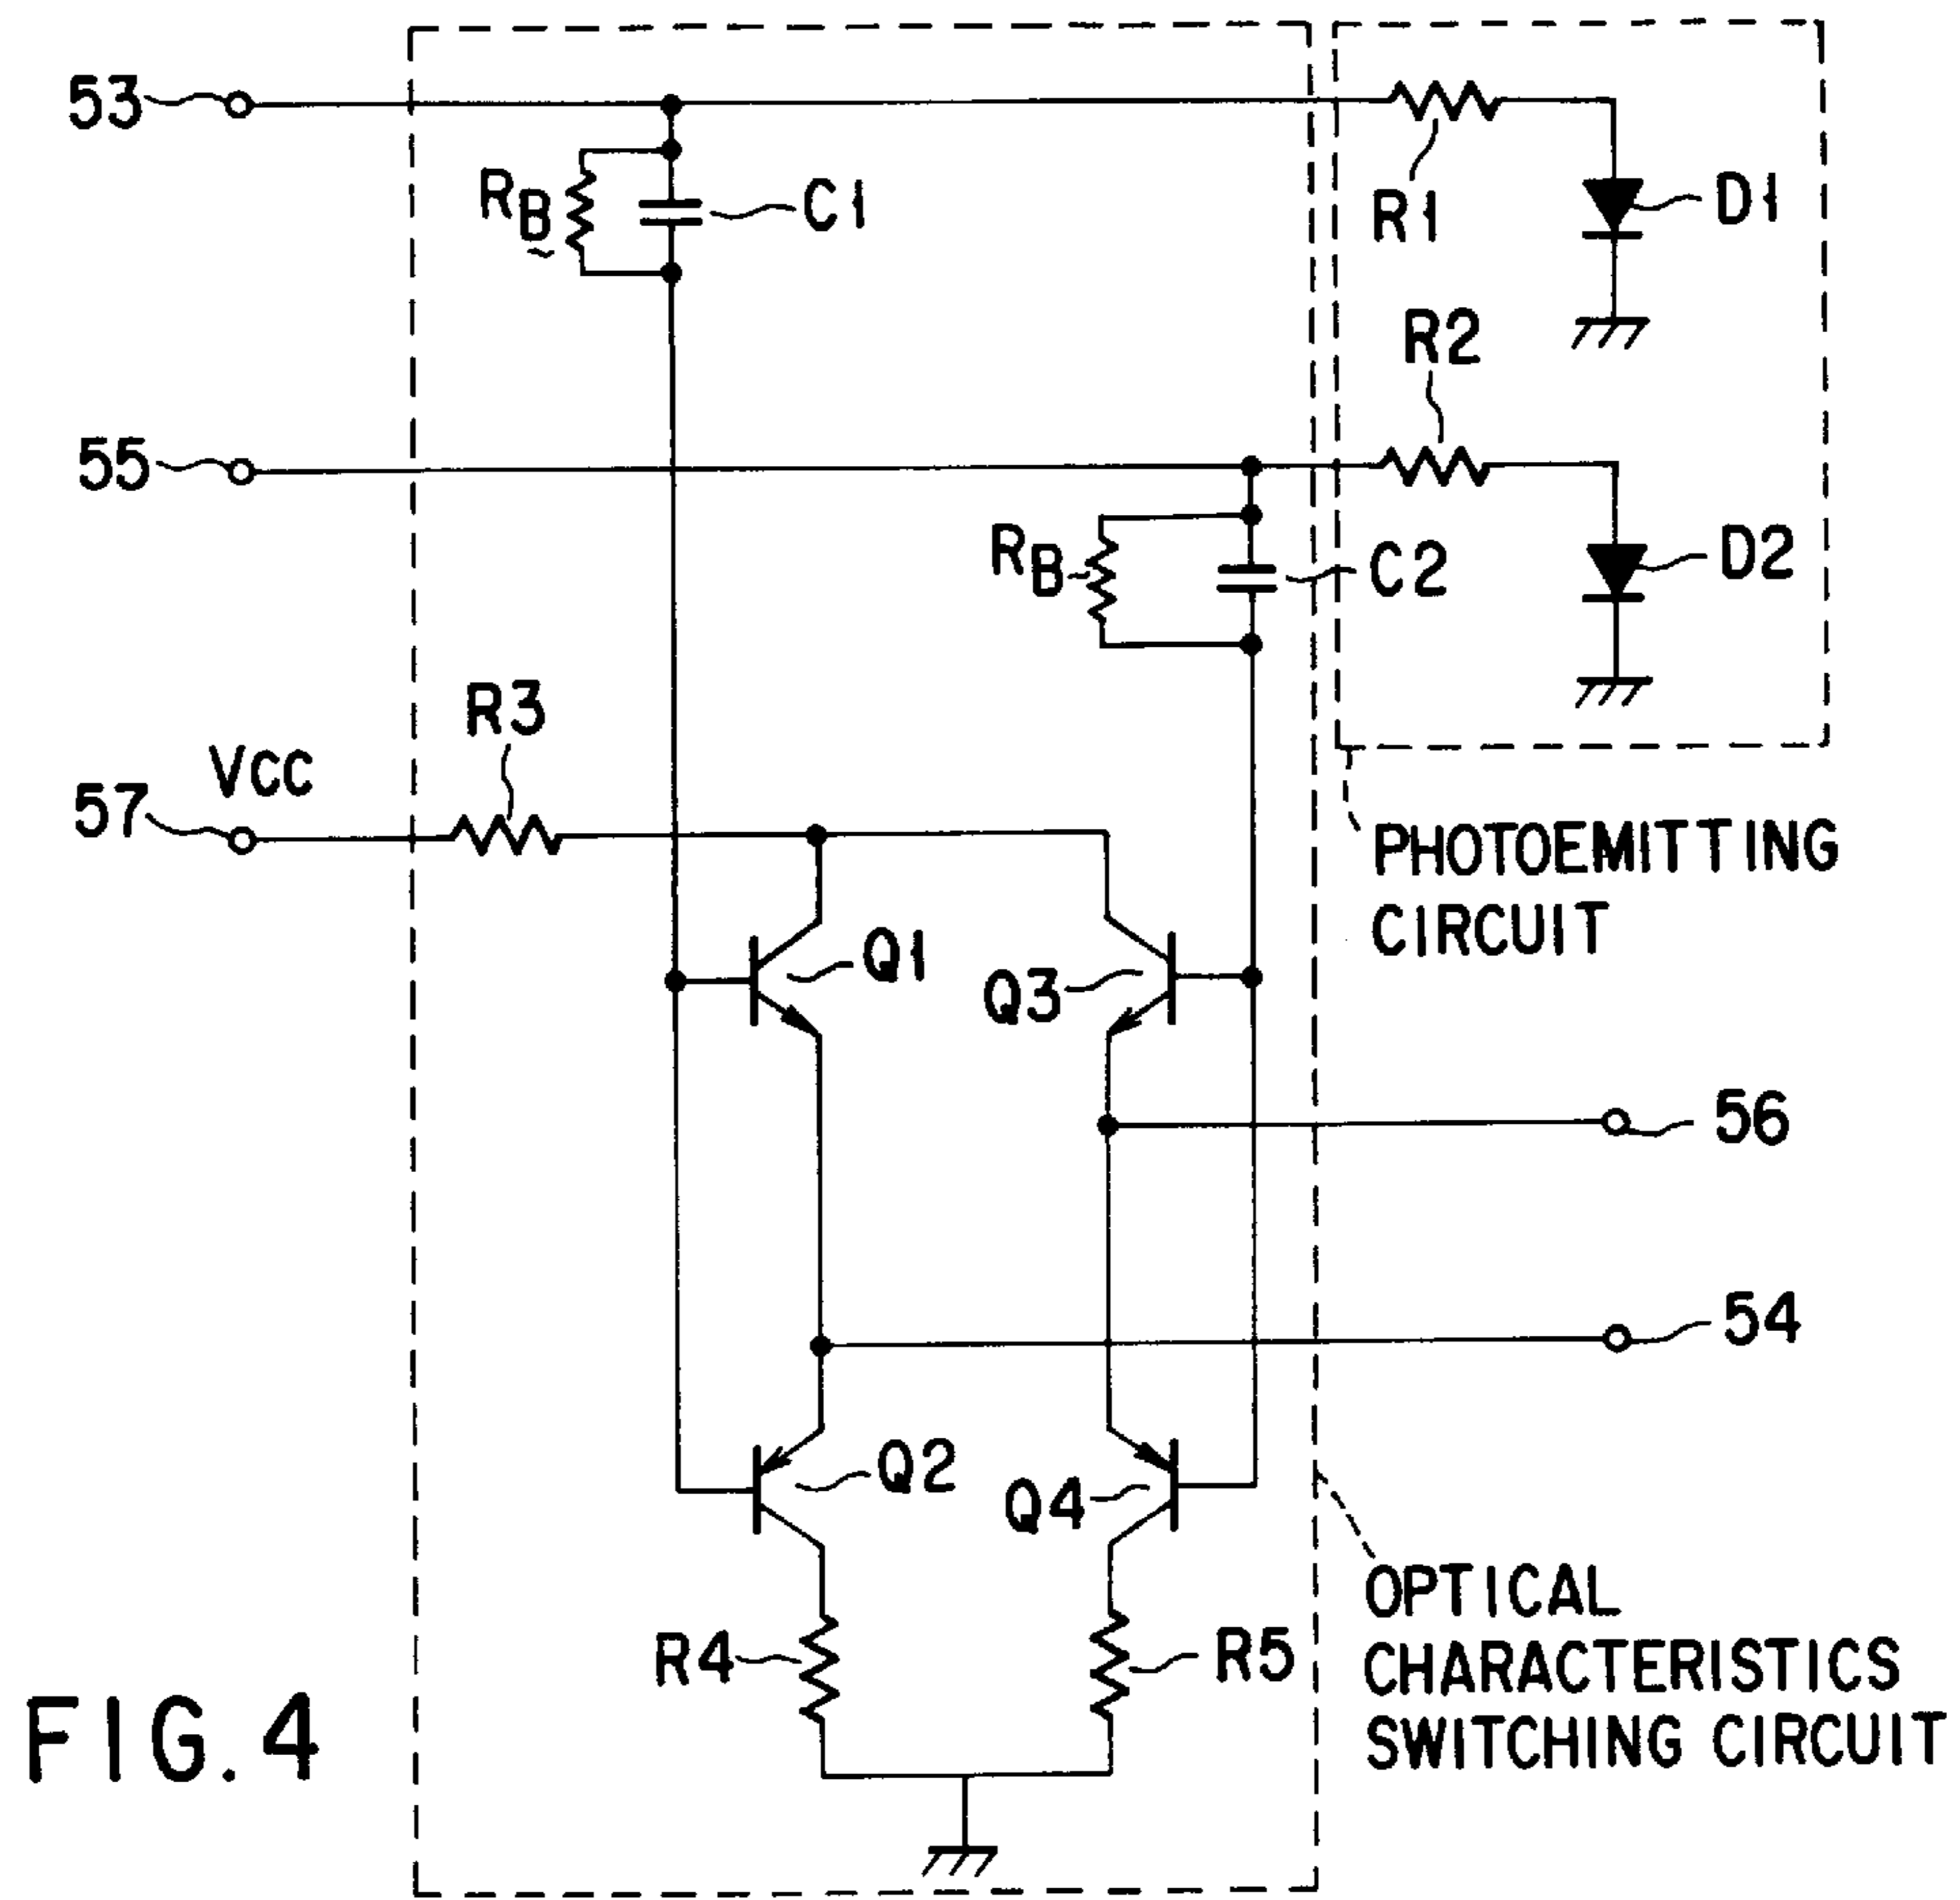 53
RB
C1
R1
D1
R2
55
RB
C2
D2
R3
VCC
57
PHOTOEMITTING
CIRCUIT
Q1
Q3
56
54
Q2
Q4
OPTICAL
CHARACTERISTICS
SWITCHING CIRCUIT
R4
R5
FIG.4